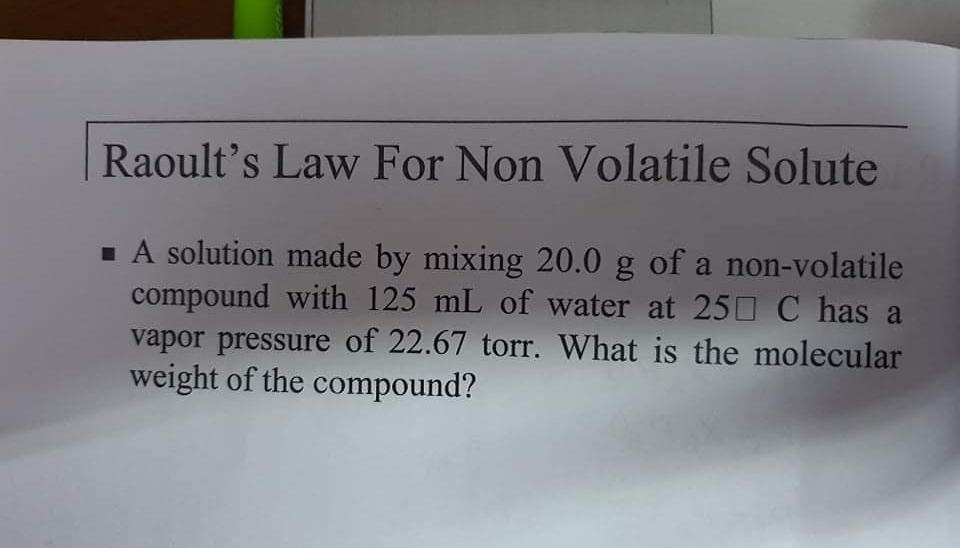 Raoult's Law For Non Volatile Solute
▪ A solution made by mixing 20.0 g of a non-volatile
compound with 125 mL of water at 25□ C has a
vapor pressure of 22.67 torr. What is the molecular
weight of the compound?